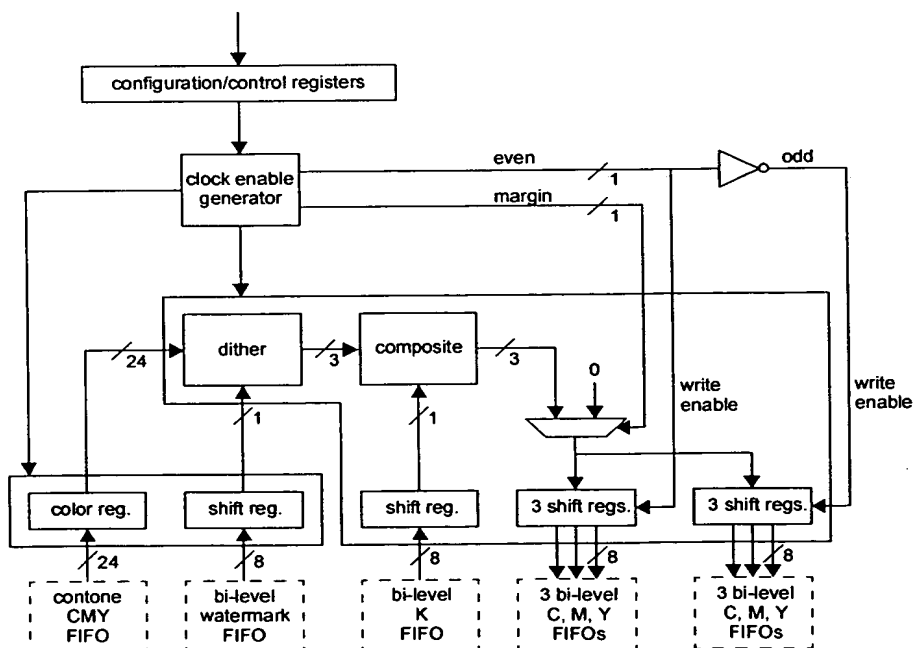 configuration/control registers
clock enable
generator
even
1
odd
margin
1
dither
composite
24
3
3
0
1
1
write
enable
write
enable
color reg.
shift reg.
shift reg.
3 shift regs.
3 shift regs.
24
8
8
8
8
contone
CMY
FIFO
bi-level
watermark
FIFO
bi-level
K
FIFO
3 bi-level
C, M, Y
FIFOs
3 bi-level
C, M, Y
FIFOs